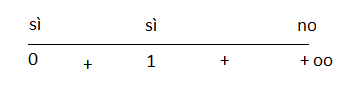 sì sì no
0 + 1 + + oo